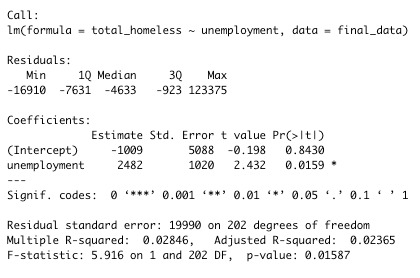 Call:
lm(formula = total_homeless ~ unemployment, data = final_data)
Residuals:
Min 1Q Median 3Q Max
-16910 -7631 -4633 -923 123375
Coefficients:
Estimate Std. Error t value Pr(>|t|)
(Intercept) -1009 5088 -0.198 0.8430
unemployment 2482 1020 2.432 0.0159 *
---
Signif. codes: 0 ‘***’ 0.001 ‘**’ 0.01 ‘*’ 0.05 ‘.’ 0.1 ‘ ’ 1
Residual standard error: 19990 on 202 degrees of freedom
Multiple R-squared: 0.02846, Adjusted R-squared: 0.02365
F-statistic: 5.916 on 1 and 202 DF, p-value: 0.01587